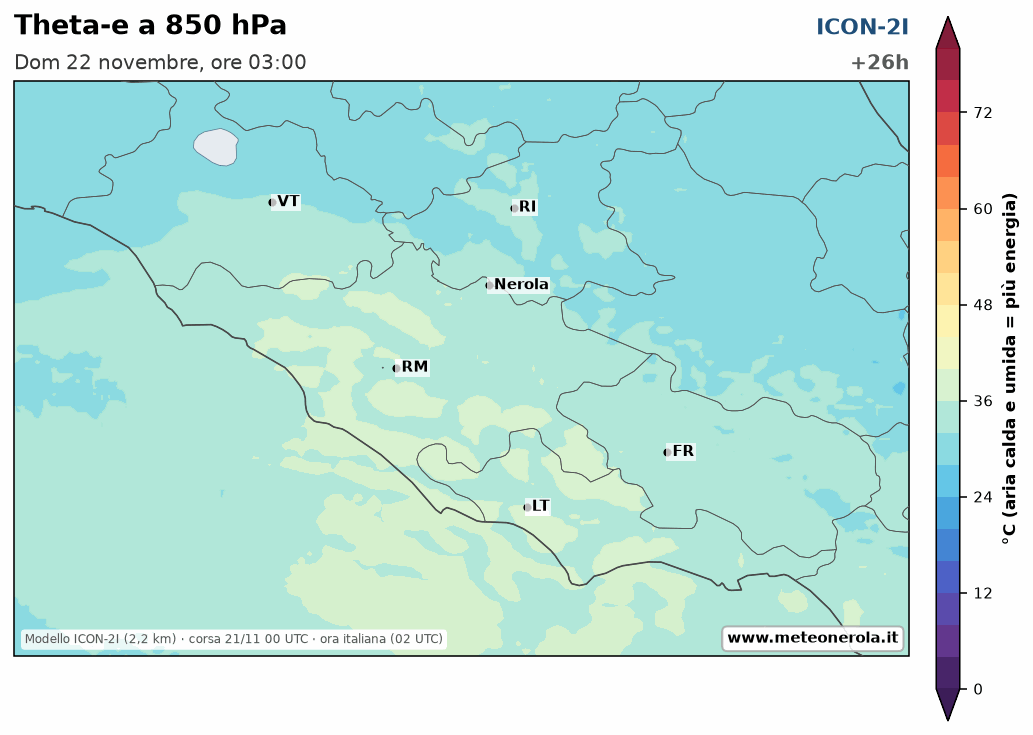 Theta-e a 850 hPa
ICON-2I
Dom 22 novembre, ore 03:00
+26h
VT
RI
Nerola
RM
FR
LT
Modello ICON-2I (2,2 km) · corsa 21/11 00 UTC · ora italiana (02 UTC)
www.meteonerola.it
72
60
48
36
24
12
0
°C (aria calda e umida = più energia)